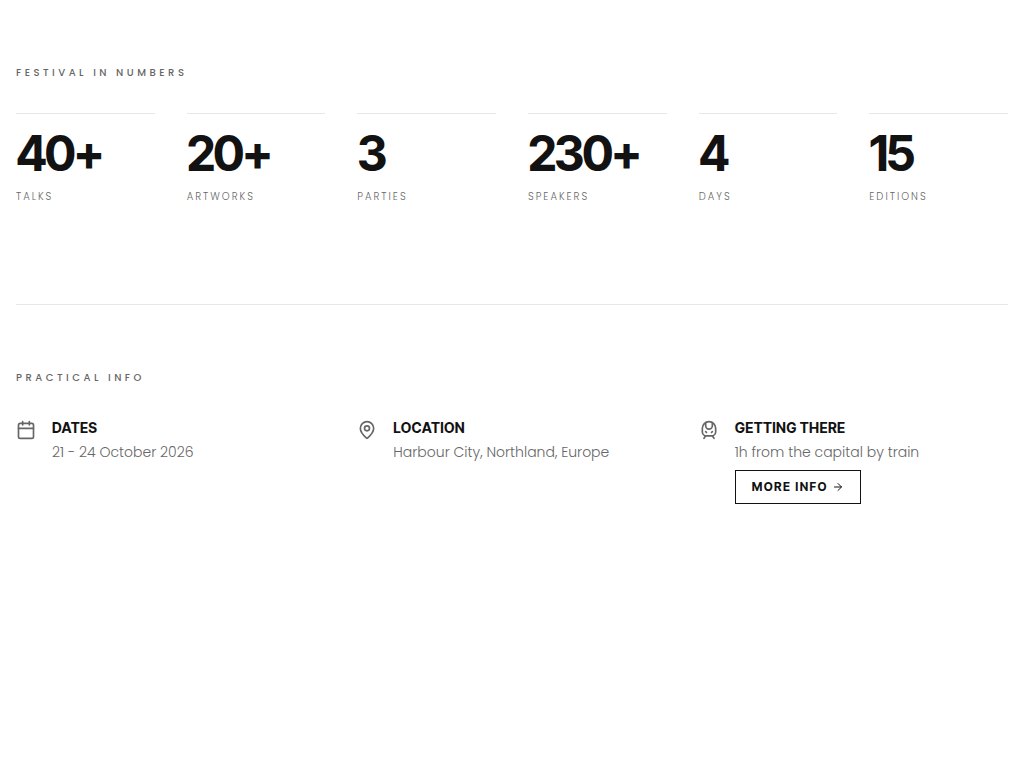 FESTIVAL IN NUMBERS
40+
TALKS
20+
ARTWORKS
3
PARTIES
230+
SPEAKERS
4
DAYS
15
EDITIONS
PRACTICAL INFO
DATES
21 - 24 October 2026
LOCATION
Harbour City, Northland, Europe
GETTING THERE
1h from the capital by train
MORE INFO →